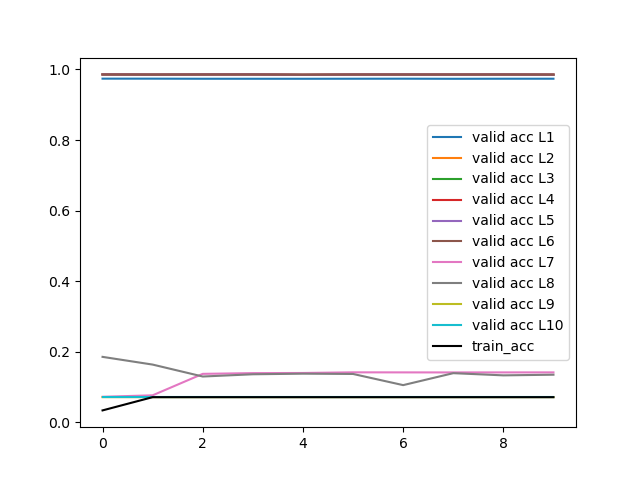 1.0
0.8
0.6
0.4
0.2
0.0
0 2 4 6 8
valid acc L1
valid acc L2
valid acc L3
valid acc L4
valid acc L5
valid acc L6
valid acc L7
valid acc L8
valid acc L9
valid acc L10
train_acc